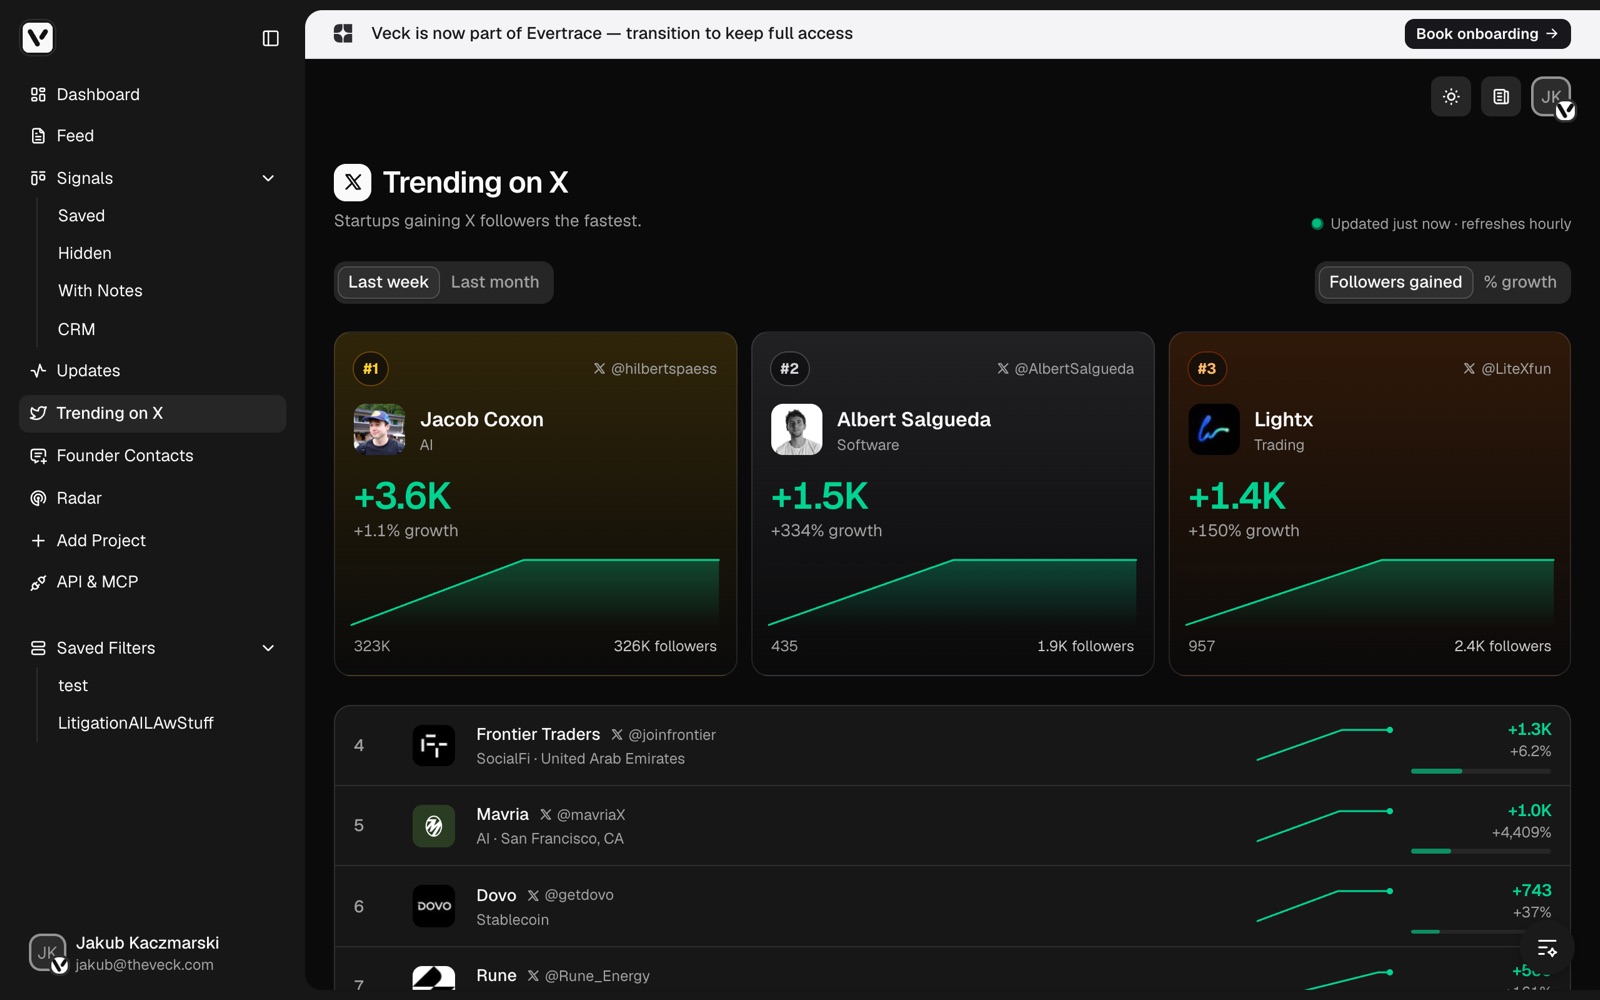 Veck is now part of Evertrace — transition to keep full access
Book onboarding →
Dashboard
Feed
Signals
Saved
Hidden
With Notes
CRM
Updates
Trending on X
Founder Contacts
Radar
Add Project
API & MCP
Saved Filters
test
LitigationAILAwStuff
JK
Jakub Kaczmarski
jakub@theveck.com
JK
Trending on X
Startups gaining X followers the fastest.
Updated just now · refreshes hourly
Last week
Last month
Followers gained
% growth
#1
@hilbertspaess
Jacob Coxon
AI
+3.6K
+1.1% growth
323K
326K followers
#2
@AlbertSalgueda
Albert Salgueda
Software
+1.5K
+334% growth
435
1.9K followers
#3
@LiteXfun
Lightx
Trading
+1.4K
+150% growth
957
2.4K followers
4
Frontier Traders @joinfrontier
SocialFi · United Arab Emirates
+1.3K
+6.2%
5
Mavria @mavriaX
AI · San Francisco, CA
+1.0K
+4,409%
6
DOVO
Dovo @getdovo
Stablecoin
+743
+37%
7
Rune @Rune_Energy